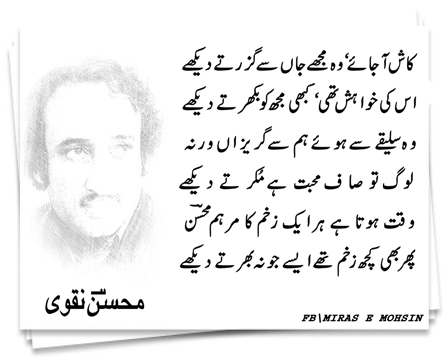 کاش آ جائے‘ وہ مجھے جاں سے گزرتے دیکھے
اس کی خواہش تھی‘ کبھی مجھ کو بکھرتے دیکھے
وہ سلیقے سے ہوئے ہم سے گریزاں ورنہ
لوگ تو صاف محبت ہے مُکرتے دیکھے
وقت ہوتا ہے ہر ایک زخم کا مرہم محسنؔ
پھر بھی کچھ زخم تھے ایسے جو نہ بھرتے دیکھے
محسنؔ نقوی
FB\MIRAS E MOHSIN